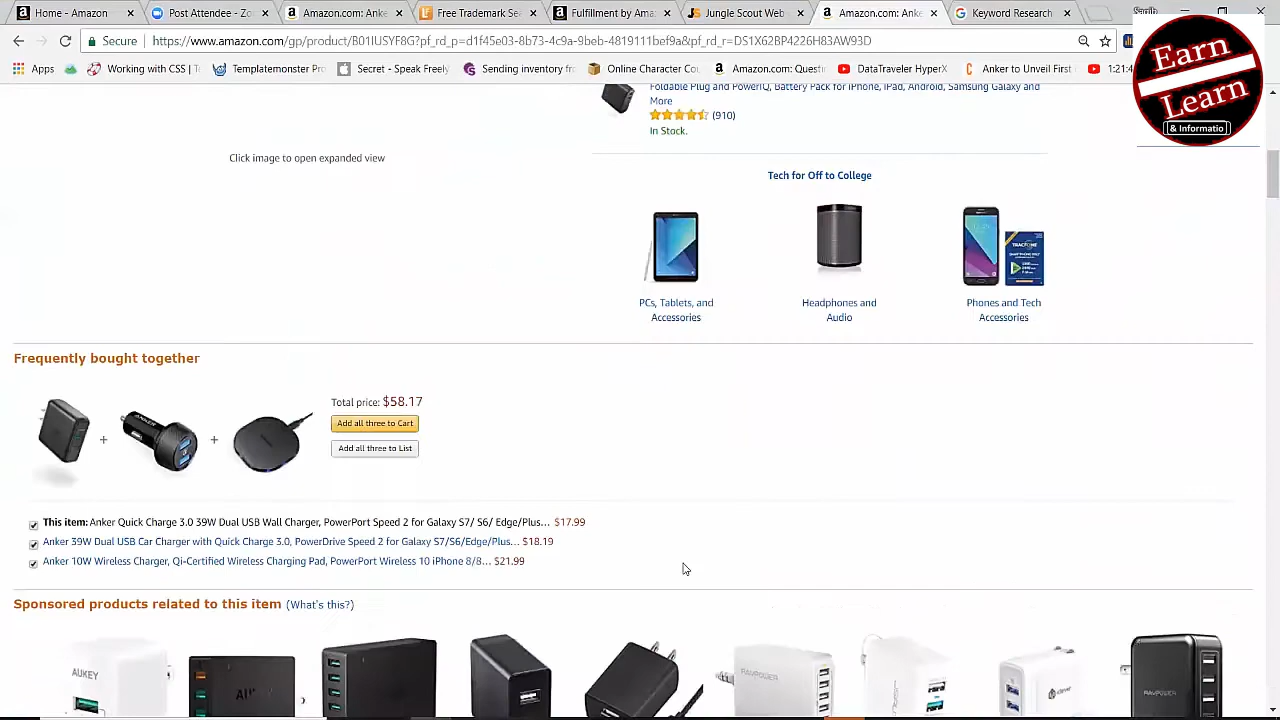 Home - Amazon
Post Attendee - Zo
Amazon.com: Anke
Free Trademark Se
Fulfillment by Amaz
Jungle Scout Web
Amazon.com: Anke
Keyword Research
Secure
https://www.amazon.com/gp/product/B01IUSYF8G?pf_rd_p=d1f45e03-8b73-4c9a-9beb-4819111bef9a&pf_rd_r=DS1X62BP4226H83AW93D
Apps
Working with CSS | T
Templatemonster Pro
Secret - Speak Freely
Selling inventory fr
Online Character Cou
Amazon.com: Questi
DataTraveler HyperX
Anker to Unveil First
1:21:4
Earn
Learn
& Informatio
Foldable Plug and PowerIQ, Battery Pack for iPhone, iPad, Android, Samsung Galaxy and
More
(910)
In Stock.
Click image to open expanded view
Tech for Off to College
TRACFONE
PCs, Tablets, and
Accessories
Headphones and
Audio
Phones and Tech
Accessories
Frequently bought together
Total price: $58.17
Add all three to Cart
Add all three to List
+
+
ANKER
This item: Anker Quick Charge 3.0 39W Dual USB Wall Charger, PowerPort Speed 2 for Galaxy S7/ S6/ Edge/Plus... $17.99
Anker 39W Dual USB Car Charger with Quick Charge 3.0, PowerDrive Speed 2 for Galaxy S7/S6/Edge/Plus... $18.19
Anker 10W Wireless Charger, Qi-Certified Wireless Charging Pad, PowerPort Wireless 10 iPhone 8/8... $21.99
Sponsored products related to this item (What's this?)
AUKEY
RAVPOWER
RAVPOWER